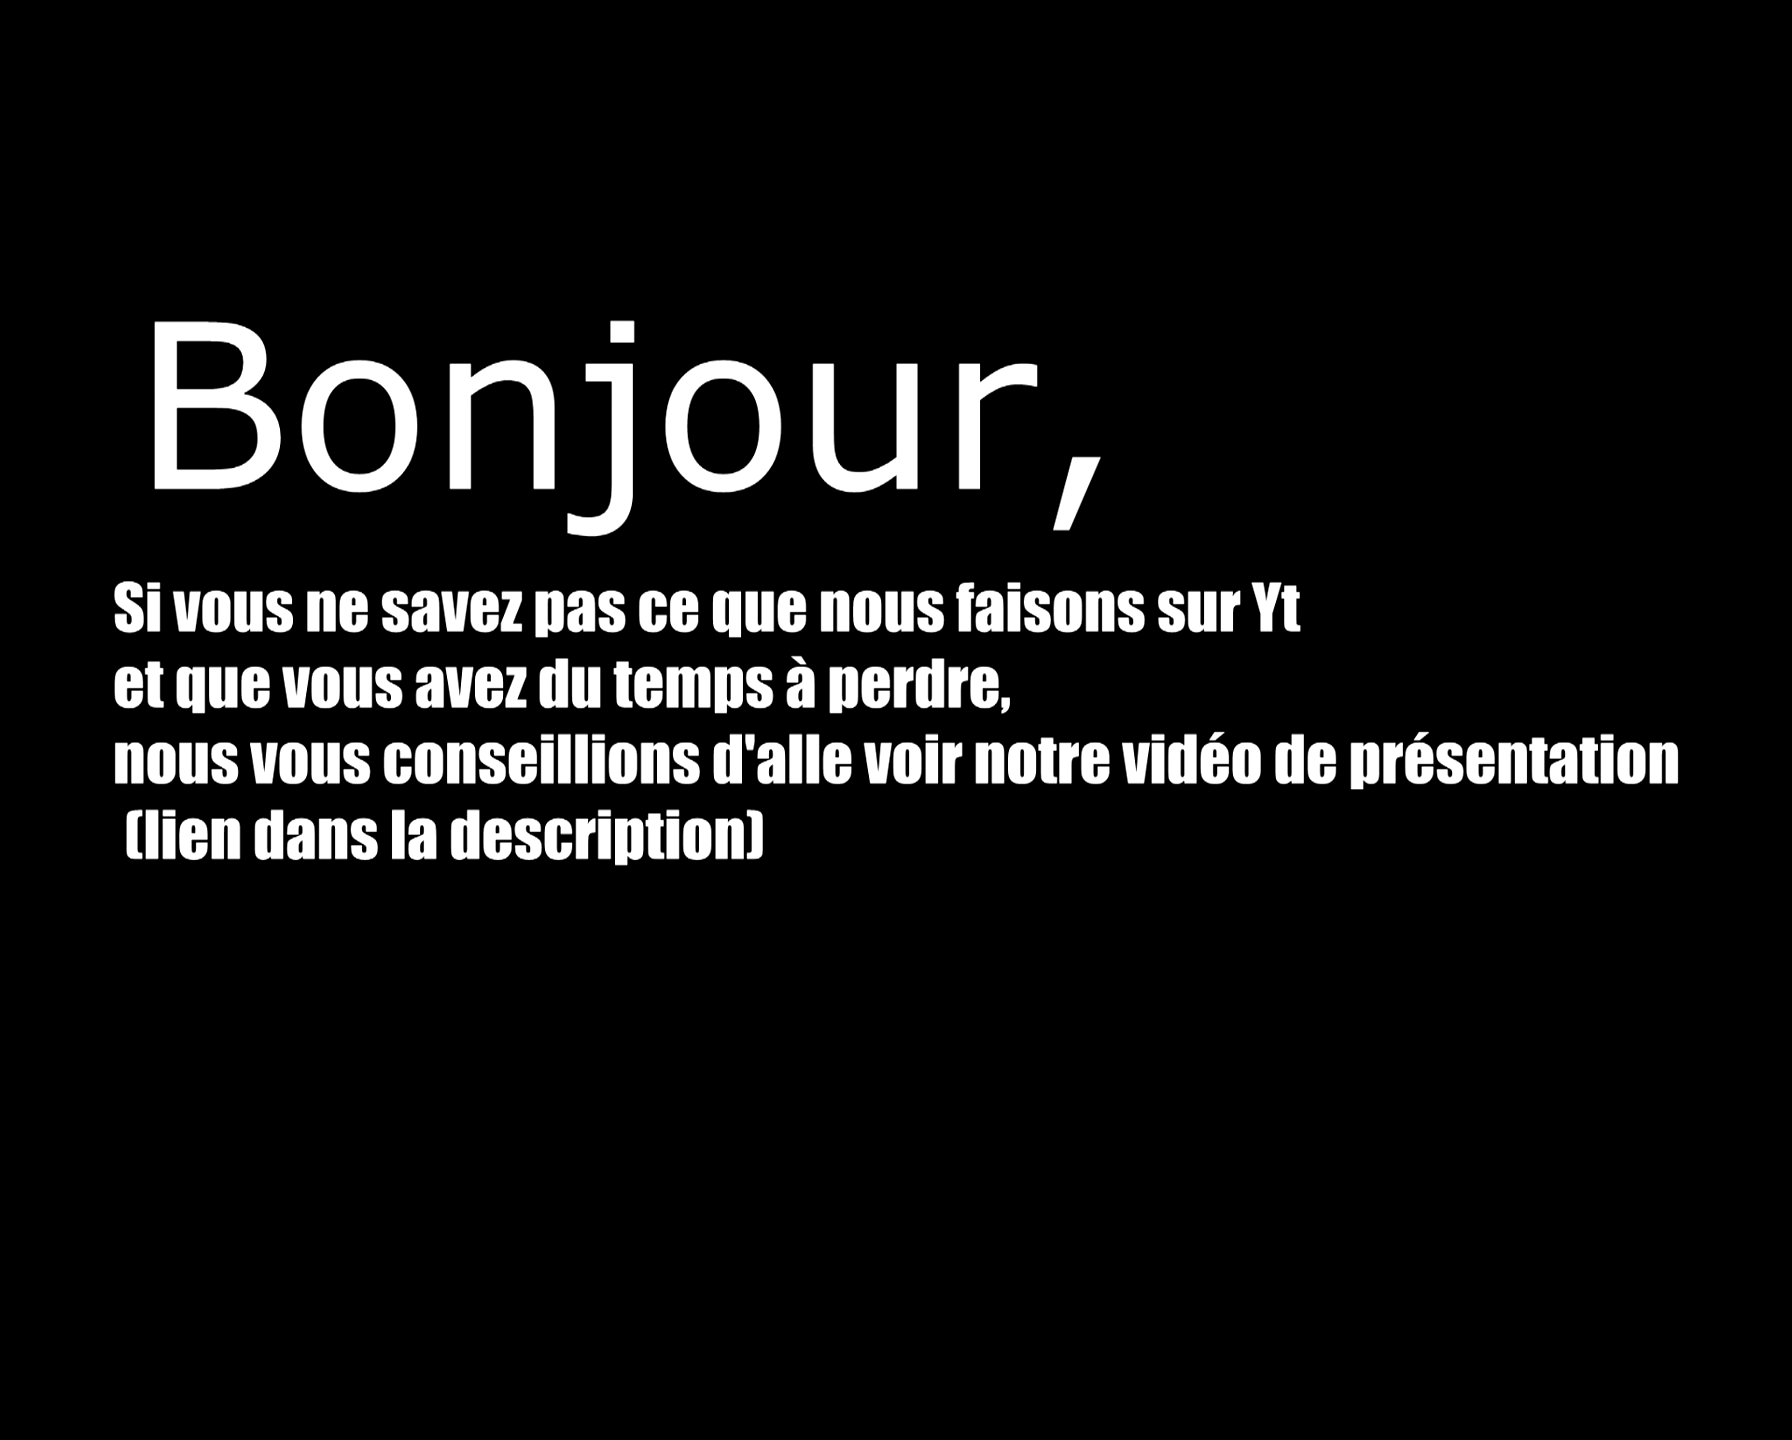 Bonjour,
Si vous ne savez pas ce que nous faisons sur Yt
et que vous avez du temps à perdre,
nous vous conseillions d'alle voir notre vidéo de présentation
(lien dans la description)